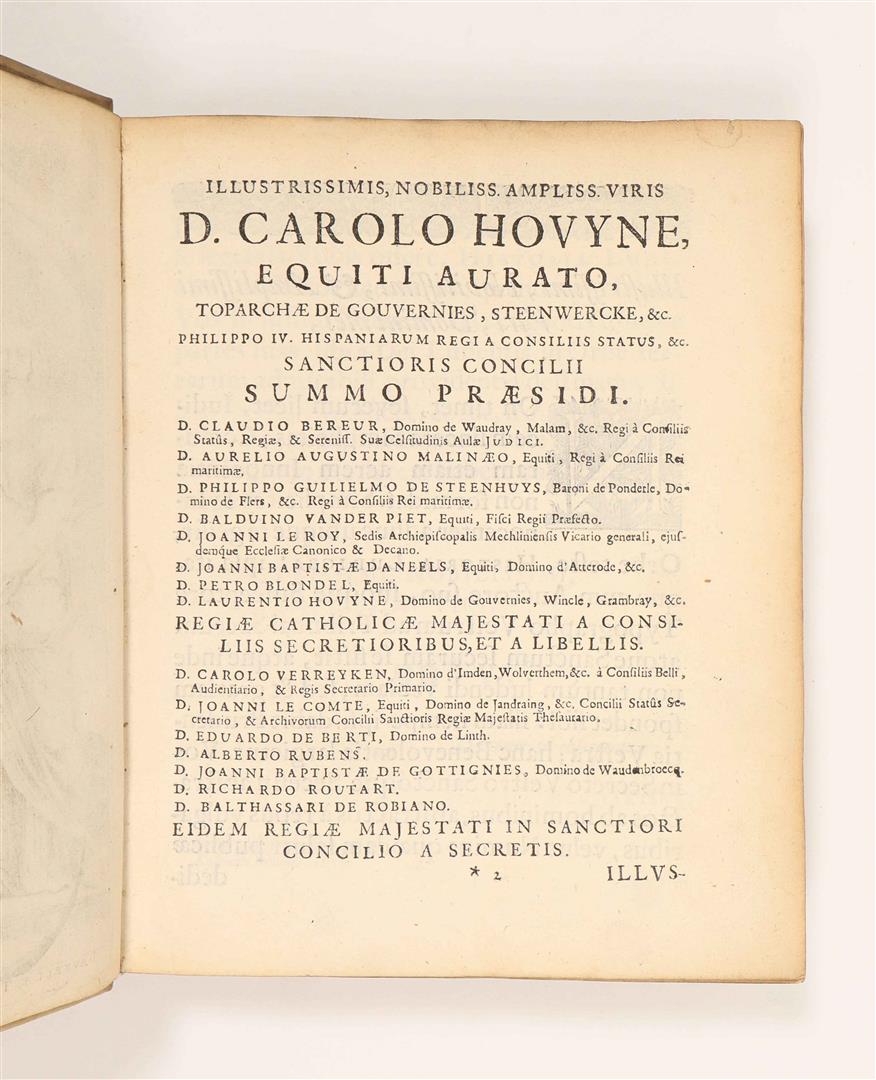 ILLUSTRISSIMIS, NOBILISS. AMPLISS. VIRIS
D. CAROLO HOVYNE,
EQUITI AURATO,
TOPARCHÆ DE GOUVERNIES, STEENWERCKE, &c.
PHILIPPO IV. HISPANIARUM REGI A CONSILIIS STATUS, &c.
SANCTIORIS CONCILII
SUMMO PRÆSIDI.
D. CLAUDIO BEREUR, Domino de Waudray, Malam, &c. Regi à Consiliis
Statûs, Regiæ, & Sereniss. Suæ Celsitudinis Aulæ JUDICI.
D. AURELIO AUGUSTINO MALINÆO, Equiti, Regi à Consiliis Rei
maritimæ,
D. PHILIPPO GUILIELMO DE STEENHUYS, Baroni de Poederle, Do-
mino de Flers, &c. Regi à Consiliis Rei maritimæ.
D. BALDUINO VANDER PIET, Equiti, Fisci Regii Præfecto.
D. JOANNI LE ROY, Sedis Archiepiscopalis Mechliniensis Vicario generali, ejus-
demque Ecclesiæ Canonico & Decano.
D. JOANNI BAPTISTÆ DANEELS, Equiti, Domino d'Atterode, &c.
D. PETRO BLONDEL, Equiti.
D. LAURENTIO HOVYNE, Domino de Gouvernies, Wincle, Grambray, &c.
REGIÆ CATHOLICÆ MAJESTATI A CONSI-
LIIS SECRETIORIBUS, ET A LIBELLIS.
D. CAROLO VERREYKEN, Domino d'Imden, Wolverthem, &c. à Consiliis Belli,
Audientiario, & Regis Secretario Primario.
D. JOANNI LE COMTE, Equiti, Domino de Jandraing, &c. Concilii Statûs Se-
cretario, & Archivorum Concilii Sanctioris Regiæ Majestatis Thesaurario.
D. EDUARDO DE BERTI, Domino de Linth.
D. ALBERTO RUBENS.
D. JOANNI BAPTISTÆ DE GOTTIGNIES, Domino de Waudenbroecq.
D. RICHARDO ROUTART.
D. BALTHASSARI DE ROBIANO.
EIDEM REGIÆ MAJESTATI IN SANCTIORI
CONCILIO A SECRETIS.
* 2 ILLVS-